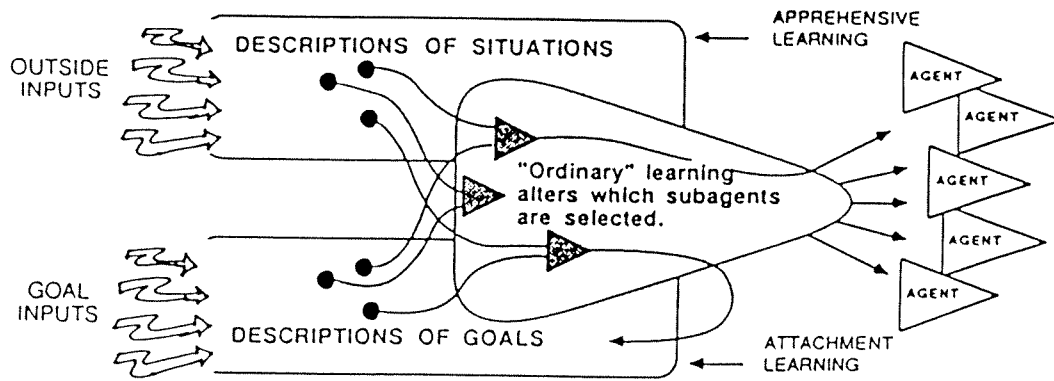 APPREHENSIVE
LEARNING
DESCRIPTIONS OF SITUATIONS
OUTSIDE
INPUTS
AGENT
AGENT
"Ordinary" learning
alters which subagents
are selected.
AGENT
AGENT
GOAL
INPUTS
AGENT
DESCRIPTIONS OF GOALS
ATTACHMENT
LEARNING